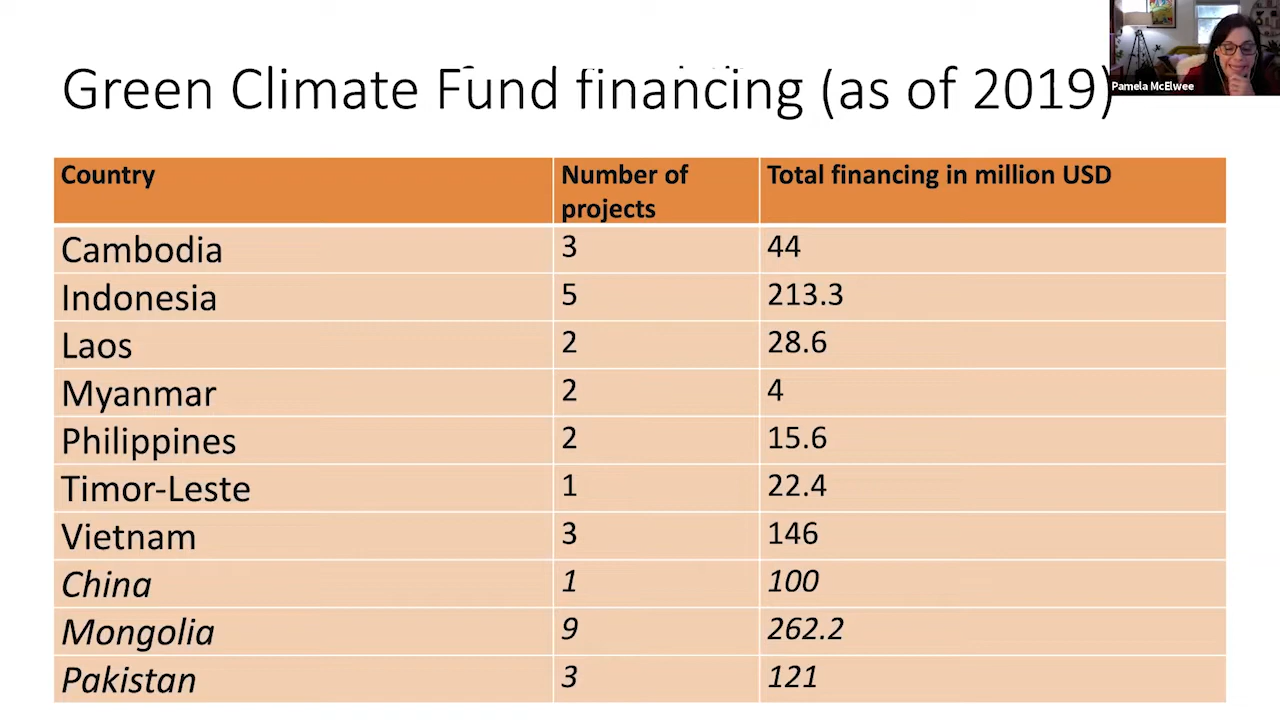 Green Climate Fund financing (as of 2019)
Pamela McElwee
Country Number of projects Total financing in million USD
Cambodia 3 44
Indonesia 5 213.3
Laos 2 28.6
Myanmar 2 4
Philippines 2 15.6
Timor-Leste 1 22.4
Vietnam 3 146
China 1 100
Mongolia 9 262.2
Pakistan 3 121